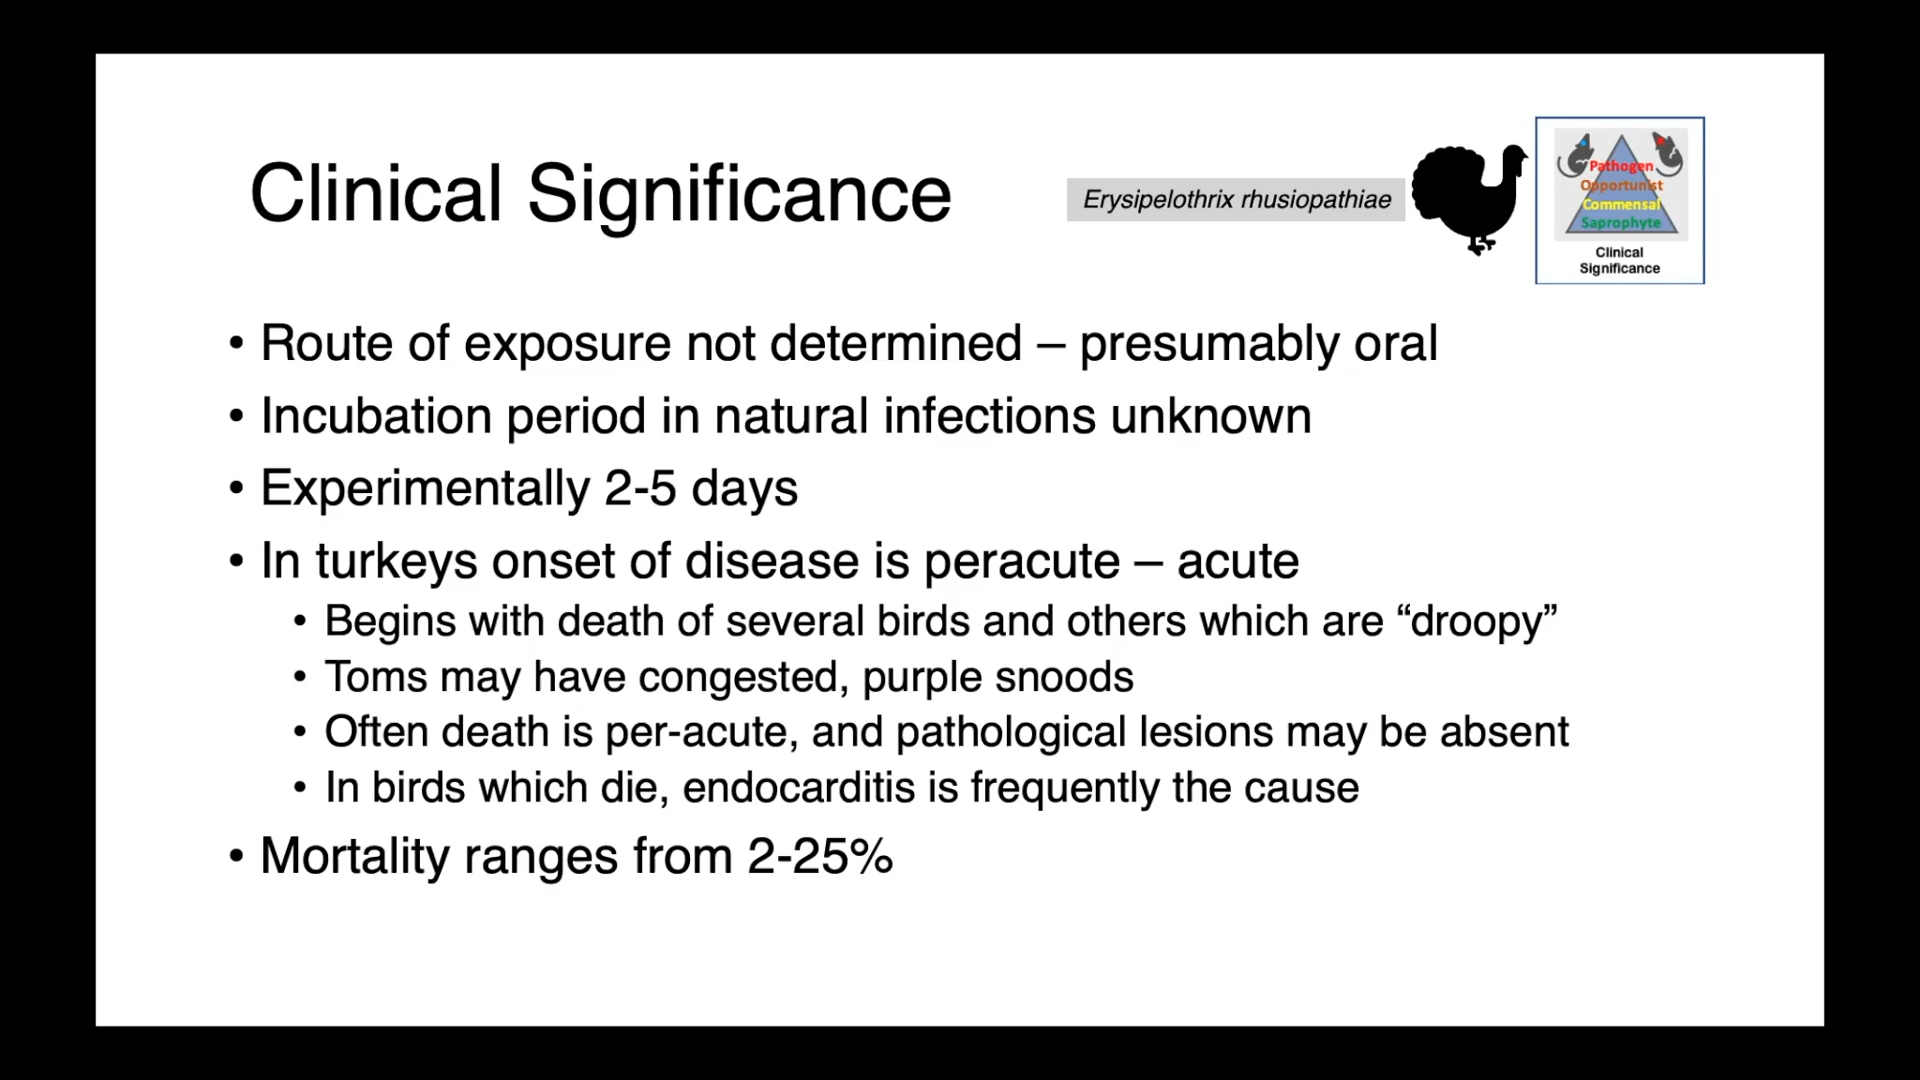 Clinical Significance
Erysipelothrix rhusiopathiae
Pathogen
Opportunist
Commensal
Saprophyte
Clinical
Significance
• Route of exposure not determined – presumably oral
• Incubation period in natural infections unknown
• Experimentally 2-5 days
• In turkeys onset of disease is peracute – acute
• Begins with death of several birds and others which are “droopy”
• Toms may have congested, purple snoods
• Often death is per-acute, and pathological lesions may be absent
• In birds which die, endocarditis is frequently the cause
• Mortality ranges from 2-25%